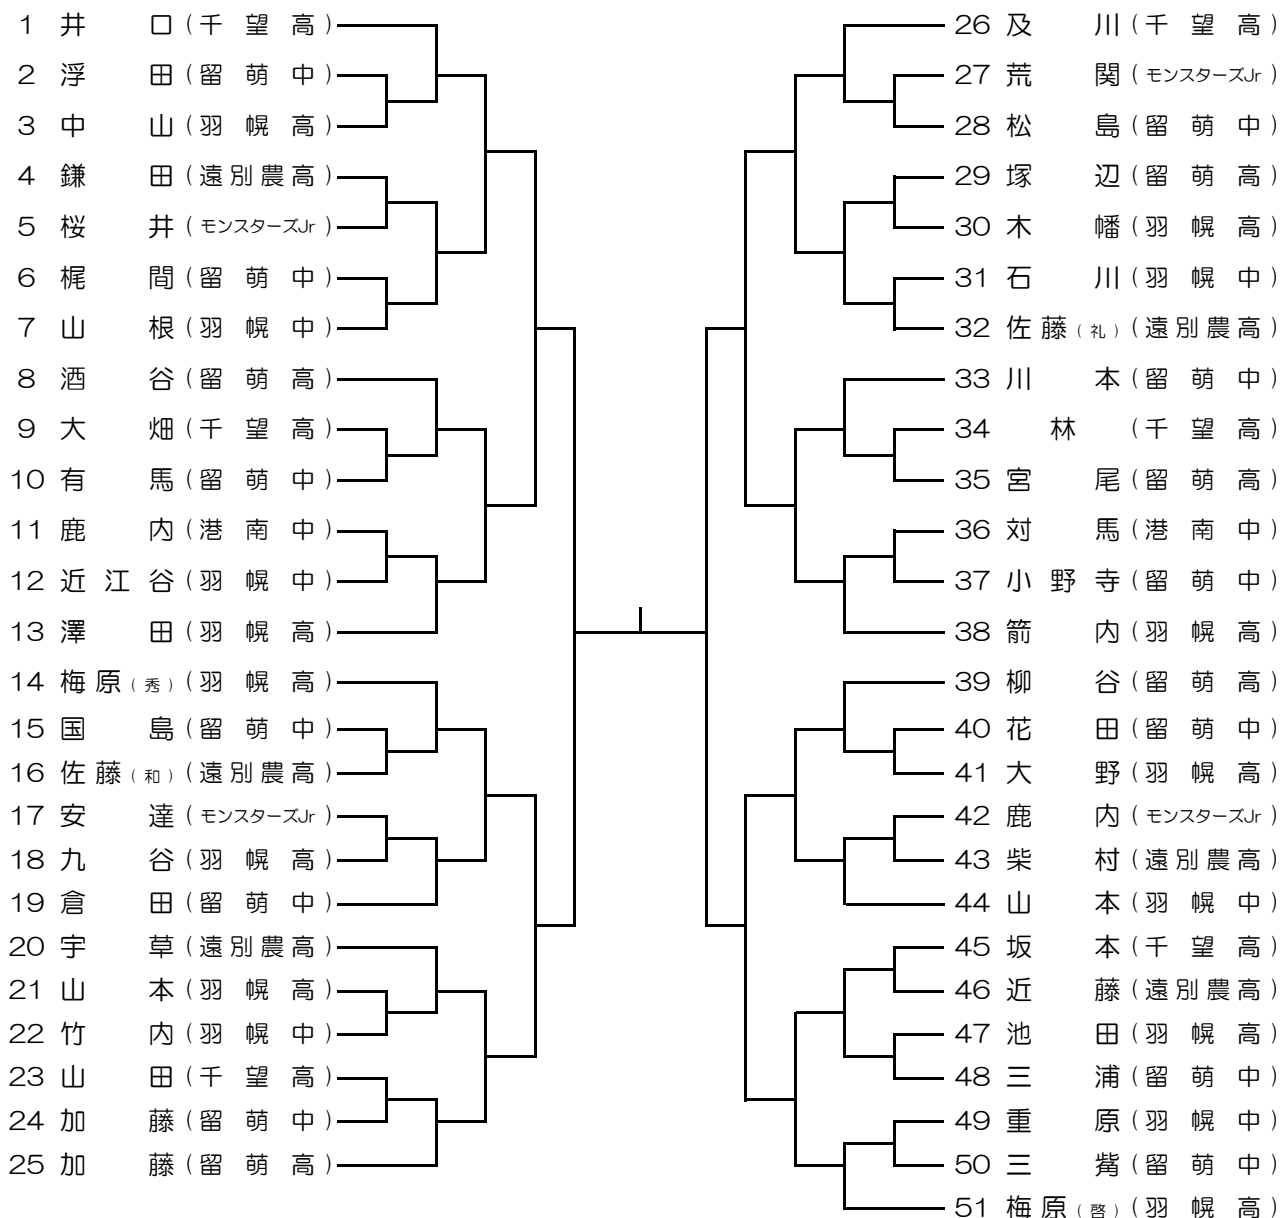 1 井口(千望高)
2 浮田(留萌中)
3 中山(羽幌高)
4 鎌田(遠別農高)
5 桜井(モンスターズJr)
6 梶間(留萌中)
7 山根(羽幌中)
8 酒谷(留萌高)
9 大畑(千望高)
10 有馬(留萌中)
11 鹿内(港南中)
12 近江谷(羽幌中)
13 澤田(羽幌高)
14 梅原(秀)(羽幌高)
15 国島(留萌中)
16 佐藤(和)(遠別農高)
17 安達(モンスターズJr)
18 九谷(羽幌高)
19 倉田(留萌中)
20 宇草(遠別農高)
21 山本(羽幌高)
22 竹内(羽幌中)
23 山田(千望高)
24 加藤(留萌中)
25 加藤(留萌高)
26 及川(千望高)
27 荒関(モンスターズJr)
28 松島(留萌中)
29 塚辺(留萌高)
30 木幡(羽幌高)
31 石川(羽幌中)
32 佐藤(礼)(遠別農高)
33 川本(留萌中)
34 林(千望高)
35 宮尾(留萌高)
36 対馬(港南中)
37 小野寺(留萌中)
38 箭内(羽幌高)
39 柳谷(留萌高)
40 花田(留萌中)
41 大野(羽幌高)
42 鹿内(モンスターズJr)
43 柴村(遠別農高)
44 山本(羽幌中)
45 坂本(千望高)
46 近藤(遠別農高)
47 池田(羽幌高)
48 三浦(留萌中)
49 重原(羽幌中)
50 三觜(留萌中)
51 梅原(啓)(羽幌高)